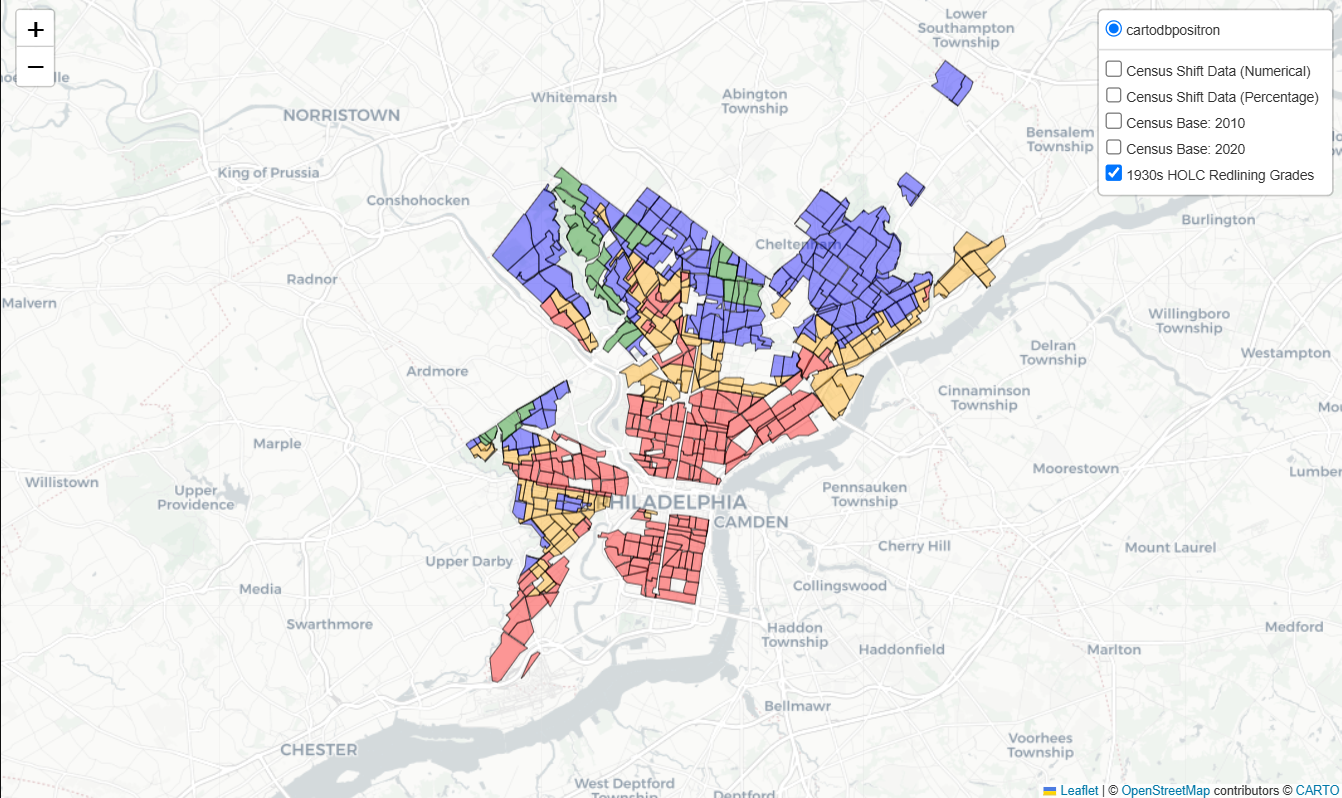 +
−
Lower
Southampton
Township
cartodbpositron
Census Shift Data (Numerical)
Census Shift Data (Percentage)
Census Base: 2010
Census Base: 2020
1930s HOLC Redlining Grades
Whitemarsh
Abington
Township
NORRISTOWN
Bensalem
Township
King of Prussia
Conshohocken
Burlington
Cheltenham
Radnor
Malvern
Willingboro
Township
Delran
Township
Westampton
Ardmore
Cinnaminson
Township
Marple
Moorestown
Willistown
Upper
Providence
Pennsauken
Township
PHILADELPHIA
CAMDEN
Cherry Hill
Mount Laurel
Upper Darby
Media
Collingswood
Swarthmore
Haddon
Township
Medford
Haddonfield
Marlton
Bellmawr
CHESTER
Voorhees
Township
West Deptford
Township
Deptford
Leaflet | © OpenStreetMap contributors © CARTO